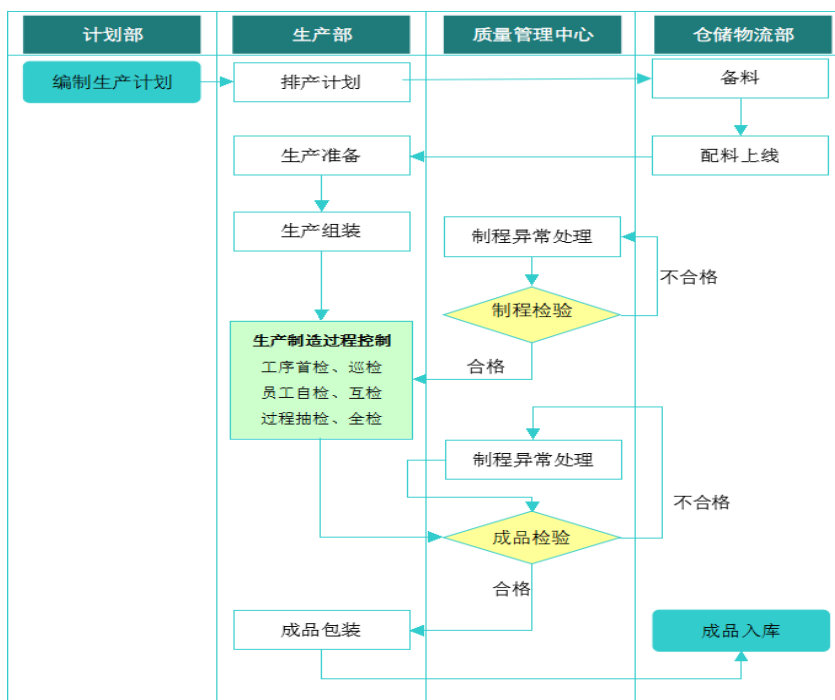 计划部
生产部
质量管理中心
仓储物流部
编制生产计划
排产计划
备料
生产准备
配料上线
生产组装
制程异常处理
不合格
制程检验
生产制造过程控制
工序首检、巡检
员工自检、互检
过程抽检、全检
合格
制程异常处理
不合格
成品检验
合格
成品包装
成品入库